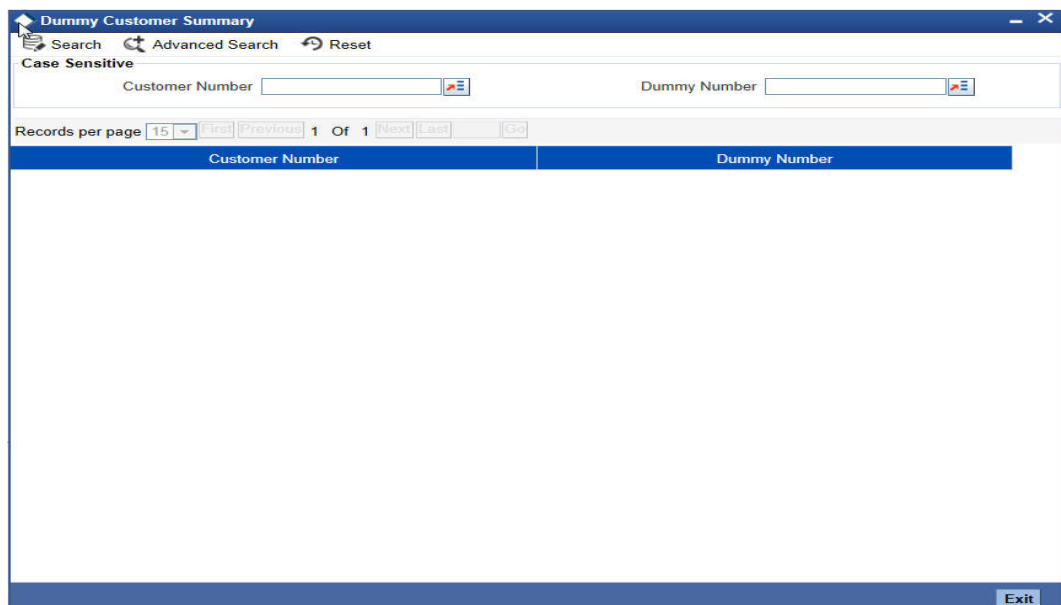 Dummy Customer Summary
Search Advanced Search Reset
Case Sensitive
Customer Number Dummy Number
Records per page 15 First Previous 1 Of 1 Next Last Go
Customer Number Dummy Number
Exit